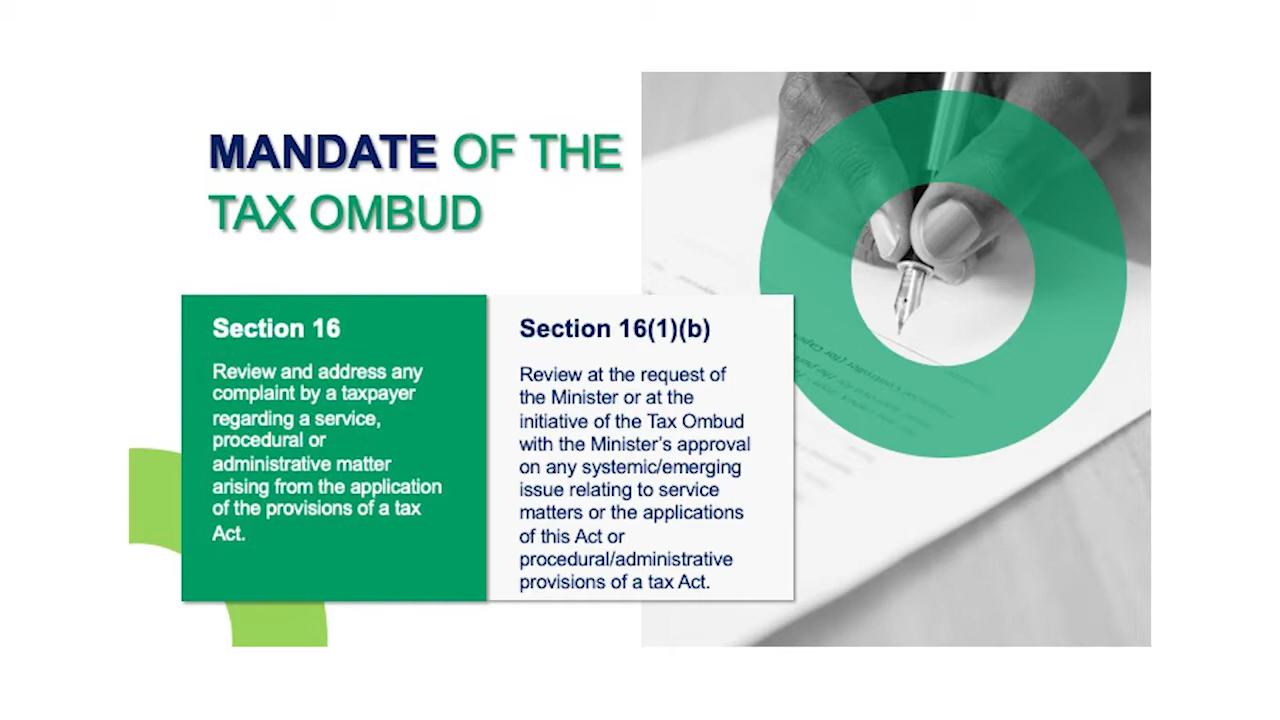 MANDATE OF THE
TAX OMBUD
Section 16
Review and address any
complaint by a taxpayer
regarding a service,
procedural or
administrative matter
arising from the application
of the provisions of a tax
Act.
Section 16(1)(b)
Review at the request of
the Minister or at the
initiative of the Tax Ombud
with the Minister’s approval
on any systemic/emerging
issue relating to service
matters or the applications
of this Act or
procedural/administrative
provisions of a tax Act.